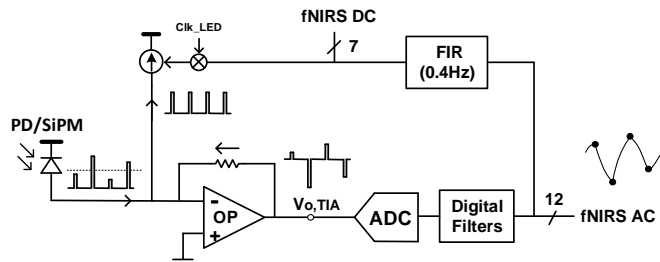 fNIRS DC
Clk_LED
7
FIR
(0.4Hz)
PD/SiPM
-
OP
+
Vo,TIA
ADC
Digital
Filters
12
fNIRS AC